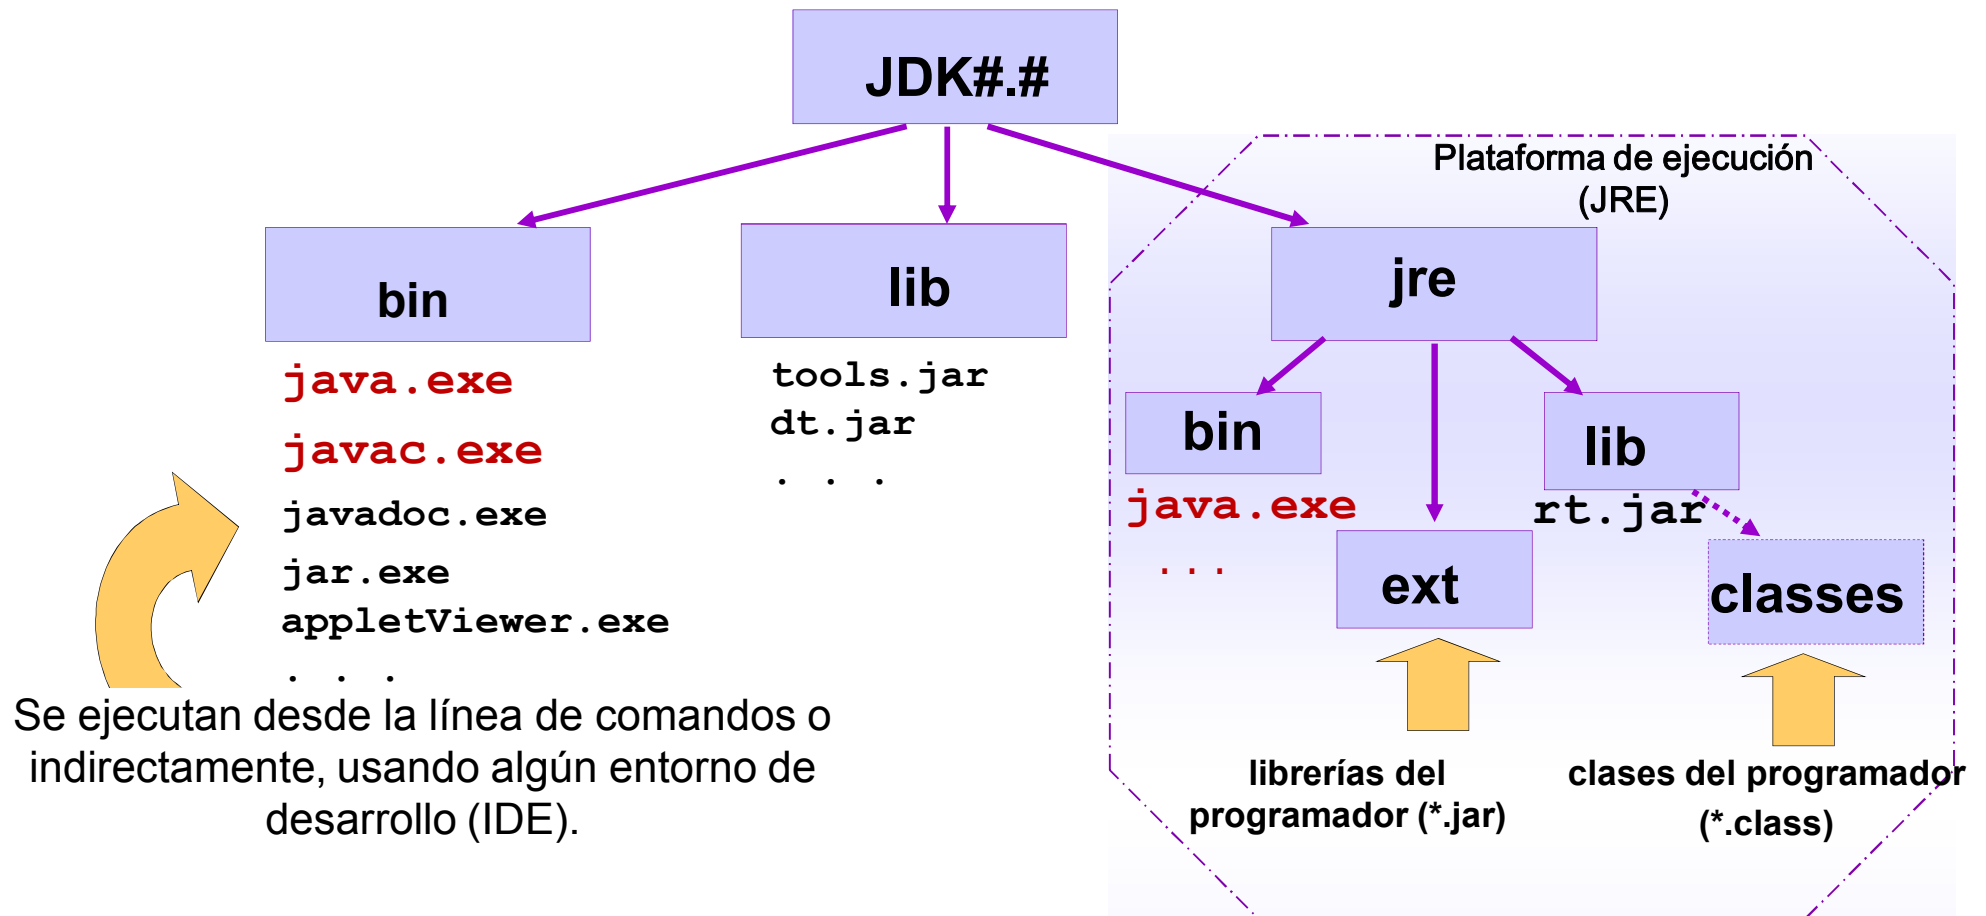 JDK#.#
bin
java.exe
javac.exe
javadoc.exe
jar.exe
appletViewer.exe
. . .
Se ejecutan desde la línea de comandos o
indirectamente, usando algún entorno de
desarrollo (IDE).
lib
tools.jar
dt.jar
. . .
Plataforma de ejecución
(JRE)
jre
bin
java.exe
...
ext
librerías del
programador (*.jar)
lib
rt.jar
classes
clases del programador
(*.class)